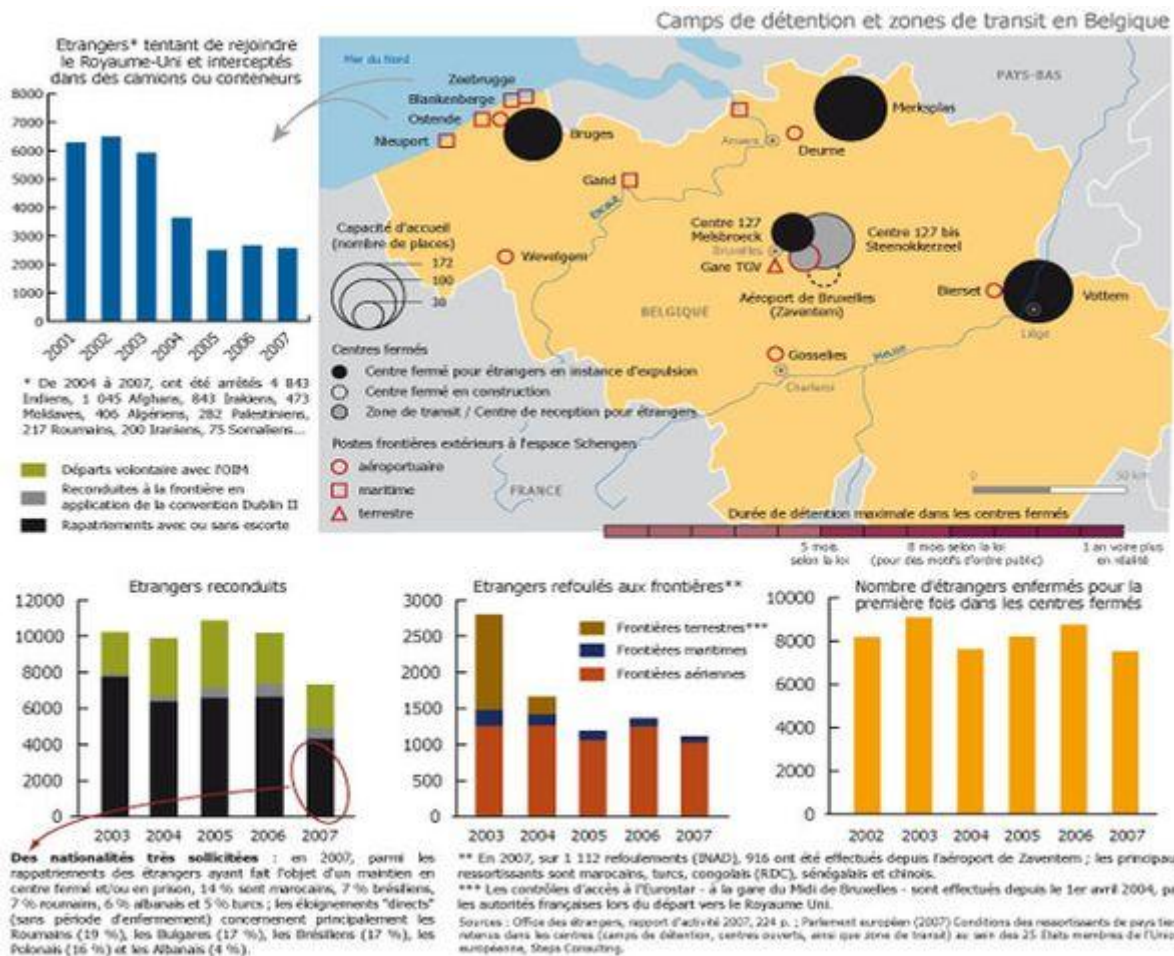 Camps de détention et zones de transit en Belgique
Etrangers* tentant de rejoindre
le Royaume-Uni et interceptés
dans des camions ou conteneurs
8000
7000
6000
5000
4000
3000
2000
1000
0
2001
2002
2003
2004
2005
2006
2007
* De 2004 à 2007, ont été arrêtés 4 843
Indiens, 1 045 Afghans, 843 Irakiens, 473
Moldaves, 406 Algériens, 282 Palestiniens,
217 Roumains, 200 Iraniens, 75 Somaliens...
Départs volontaire avec l'OIM
Reconduites à la frontière en
application de la convention Dublin II
Rapatriements avec ou sans escorte
Mer du Nord
PAYS-BAS
Zeebrugge
Blankenberge
Ostende
Nieuport
Bruges
Merksplas
Anvers
Deurne
Gand
Escaut
Centre 127
Melsbroeck
Bruxelles
Gare TGV
Centre 127 bis
Steenokkerzeel
Wevelgem
Aéroport de Bruxelles
(Zaventem)
Bierset
Vottem
Liège
BELGIQUE
Gosselies
Meuse
Charleroi
FRANCE
Capacité d'accueil
(nombre de places)
172
100
30
Centres fermés
Centre fermé pour étrangers en instance d'expulsion
Centre fermé en construction
Zone de transit / Centre de reception pour étrangers
Postes frontières extérieurs à l'espace Schengen
aéroportuaire
maritime
terrestre
0 50 km
Durée de détention maximale dans les centres fermés
5 mois
selon la loi
8 mois selon la loi
(pour des motifs d'ordre public)
1 an voire plus
en réalité
Etrangers reconduits
12000
10000
8000
6000
4000
2000
0
2003
2004
2005
2006
2007
Etrangers refoulés aux frontières**
3000
2500
2000
1500
1000
500
0
Frontières terrestres***
Frontières maritimes
Frontières aériennes
2003
2004
2005
2006
2007
Nombre d'étrangers enfermés pour la
première fois dans les centres fermés
10000
8000
6000
4000
2000
0
2002
2003
2004
2005
2006
2007
Des nationalités très sollicitées : en 2007, parmi les
rappatriements des étrangers ayant fait l'objet d'un maintien en
centre fermé et/ou en prison, 14 % sont marocains, 7 % brésiliens,
7 % roumains, 6 % albanais et 5 % turcs ; les éloignements "directs"
(sans période d'enfermement) concernent principalement les
Roumains (19 %), les Bulgares (17 %), les Brésiliens (17 %), les
Polonais (16 %) et les Albanais (4 %).
** En 2007, sur 1 112 refoulements (INAD), 916 ont été effectués depuis l'aéroport de Zaventem ; les principau
ressortissants sont marocains, turcs, congolais (RDC), sénégalais et chinois.
*** Les contrôles d'accès à l'Eurostar - à la gare du Midi de Bruxelles - sont effectués depuis le 1er avril 2004, pa
les autorités françaises lors du départ vers le Royaume Uni.
Sources : Office des étrangers, rapport d'activité 2007, 224 p. ; Parlement européen (2007) Conditions des ressortissants de pays tier
retenus dans les centres (camps de détention, centres ouverts, ainsi que zone de transit) au sein des 25 Etats membres de l'Union
européenne, Steps Consulting.